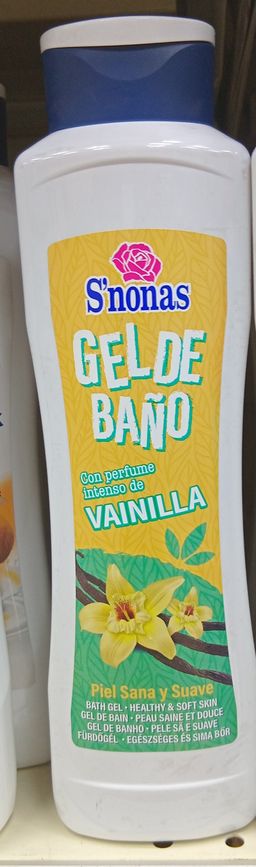 S'nonas
GEL DE
BAÑO
Con perfume
intenso de
VAINILLA
Piel Sana y Suave
BATH GEL · HEALTHY & SOFT SKIN
GEL DE BAIN · PEAU SAINE ET DOUCE
GEL DE BANHO · PELE SÃ E SUAVE
FÜRDŐGÉL · EGÉSZSÉGES ÉS SIMA BŐR